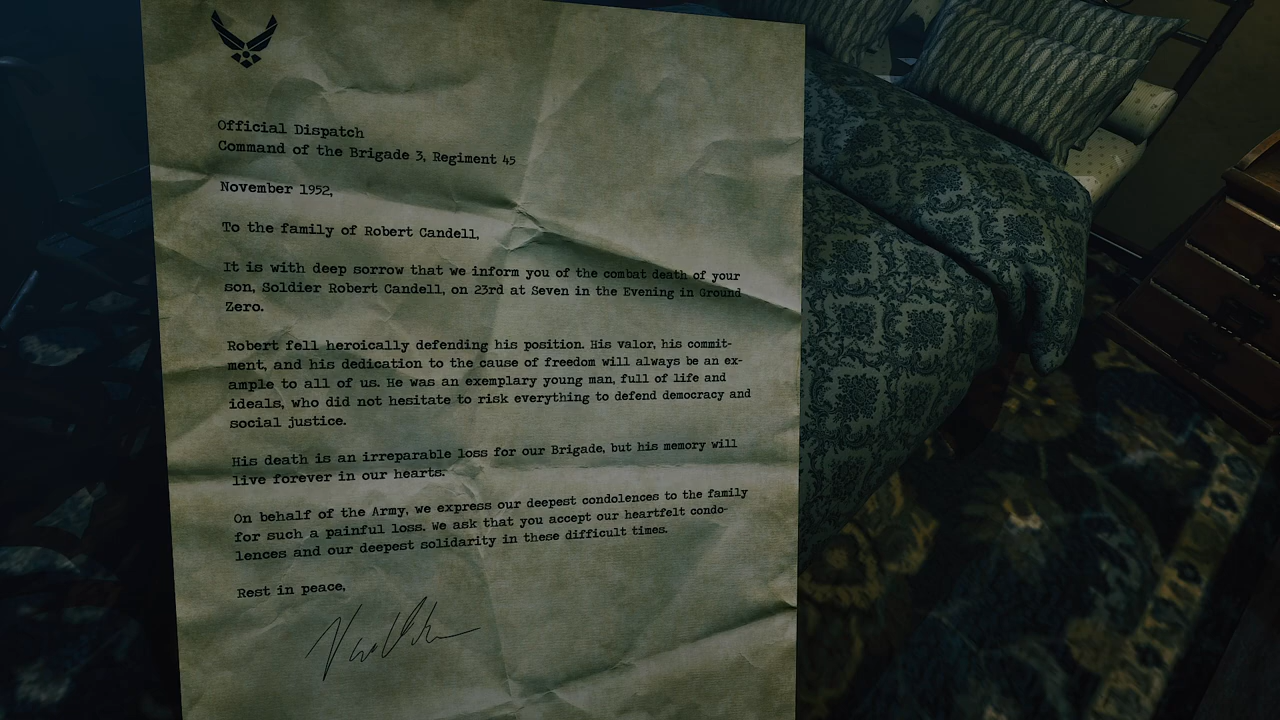 Official Dispatch
Command of the Brigade 3, Regiment 45
November 1952,
To the family of Robert Candell,
It is with deep sorrow that we inform you of the combat death of your
son, Soldier Robert Candell, on 23rd at Seven in the Evening in Ground
Zero.
Robert fell heroically defending his position. His valor, his commit-
ment, and his dedication to the cause of freedom will always be an ex-
ample to all of us. He was an exemplary young man, full of life and
ideals, who did not hesitate to risk everything to defend democracy and
social justice.
His death is an irreparable loss for our Brigade, but his memory will
live forever in our hearts.
On behalf of the Army, we express our deepest condolences to the family
for such a painful loss. We ask that you accept our heartfelt condo-
lences and our deepest solidarity in these difficult times.
Rest in peace,